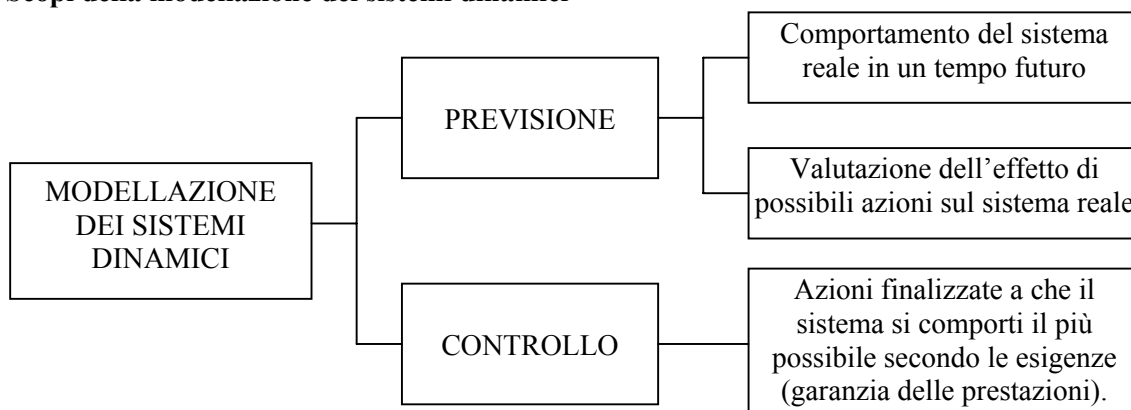 Scopi della modellazione dei sistemi dinamici
MODELLAZIONE
DEI SISTEMI
DINAMICI
PREVISIONE
Comportamento del sistema
reale in un tempo futuro
Valutazione dell’effetto di
possibili azioni sul sistema reale
CONTROLLO
Azioni finalizzate a che il
sistema si comporti il più
possibile secondo le esigenze
(garanzia delle prestazioni).